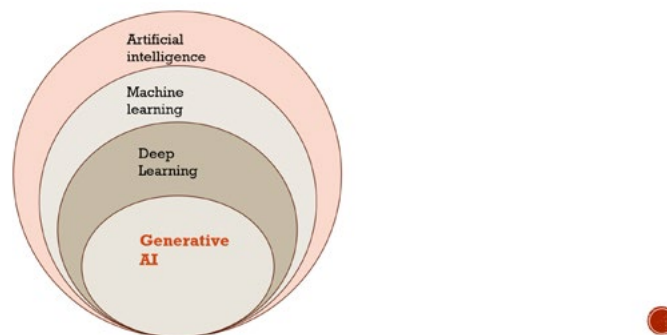 Artificial
intelligence
Machine
learning
Deep
Learning
Generative
AI